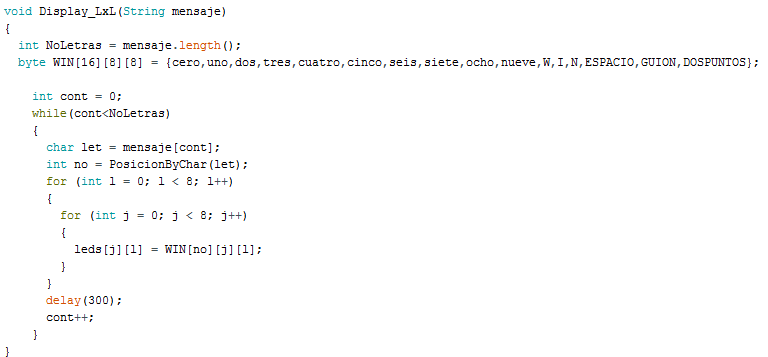 void Display_LxL(String mensaje)
{
  int NoLetras = mensaje.length();
  byte WIN[16][8][8] = {cero,uno,dos,tres,cuatro,cinco,seis,siete,ocho,nueve,W,I,N,ESPACIO,GUION,DOSPUNTOS};
    int cont = 0;
    while(cont<NoLetras)
    {
      char let = mensaje[cont];
      int no = PosicionByChar(let);
      for (int l = 0; l < 8; l++)
      {
        for (int j = 0; j < 8; j++)
        {
          leds[j][l] = WIN[no][j][l];
        }
      }
      delay(300);
      cont++;
    }
}